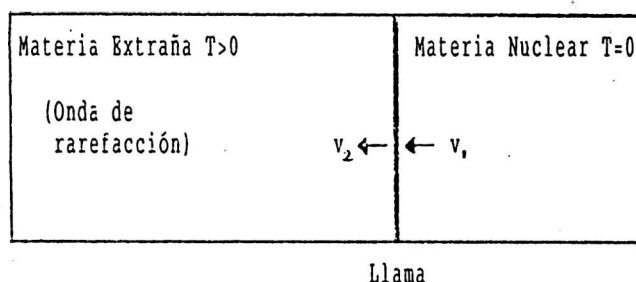 Materia Extraña T>0
Materia Nuclear T=0
(Onda de
rarefacción)
v₂ ← ← v₁
Llama